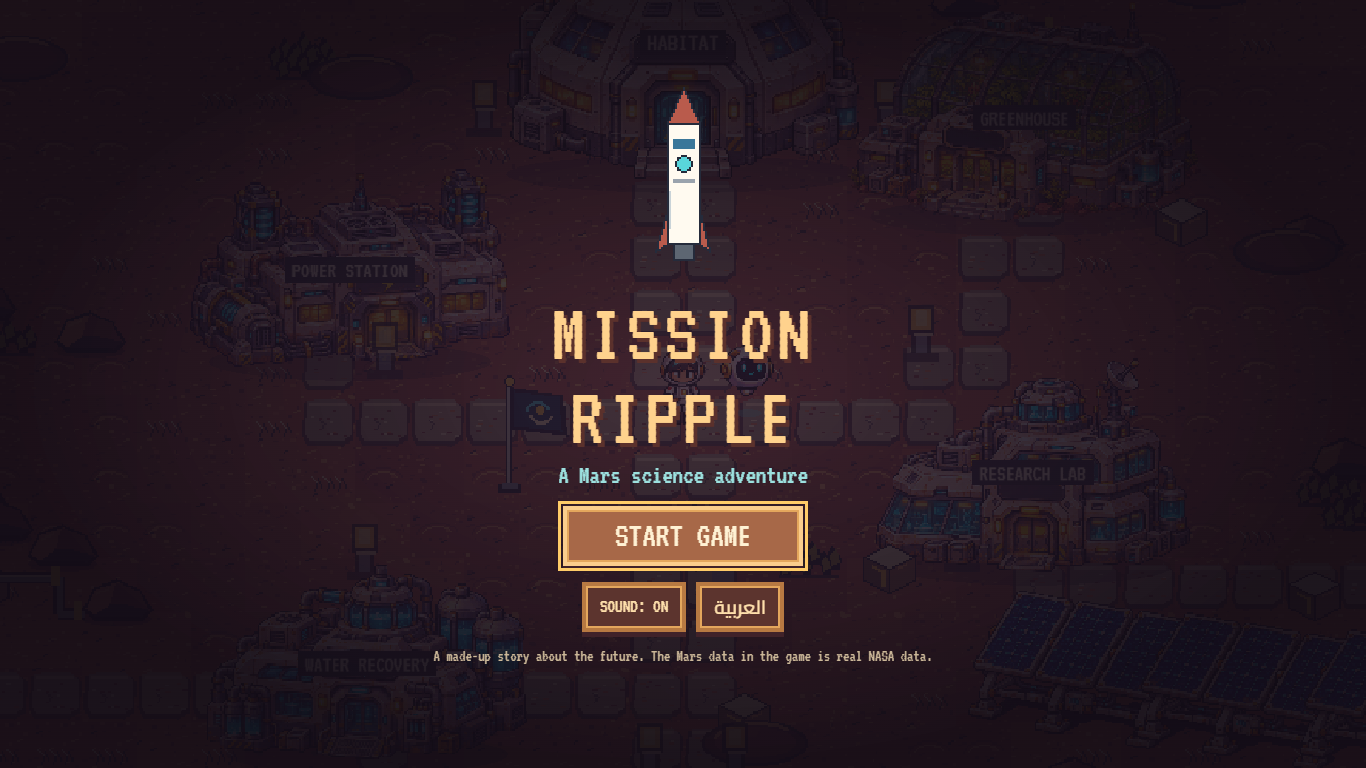 HABITAT
GREENHOUSE
POWER STATION
MISSION
RIPPLE
A Mars science adventure
RESEARCH LAB
START GAME
SOUND: ON
العربية
A made-up story about the future. The Mars data in the game is real NASA data.
WATER RECOVERY